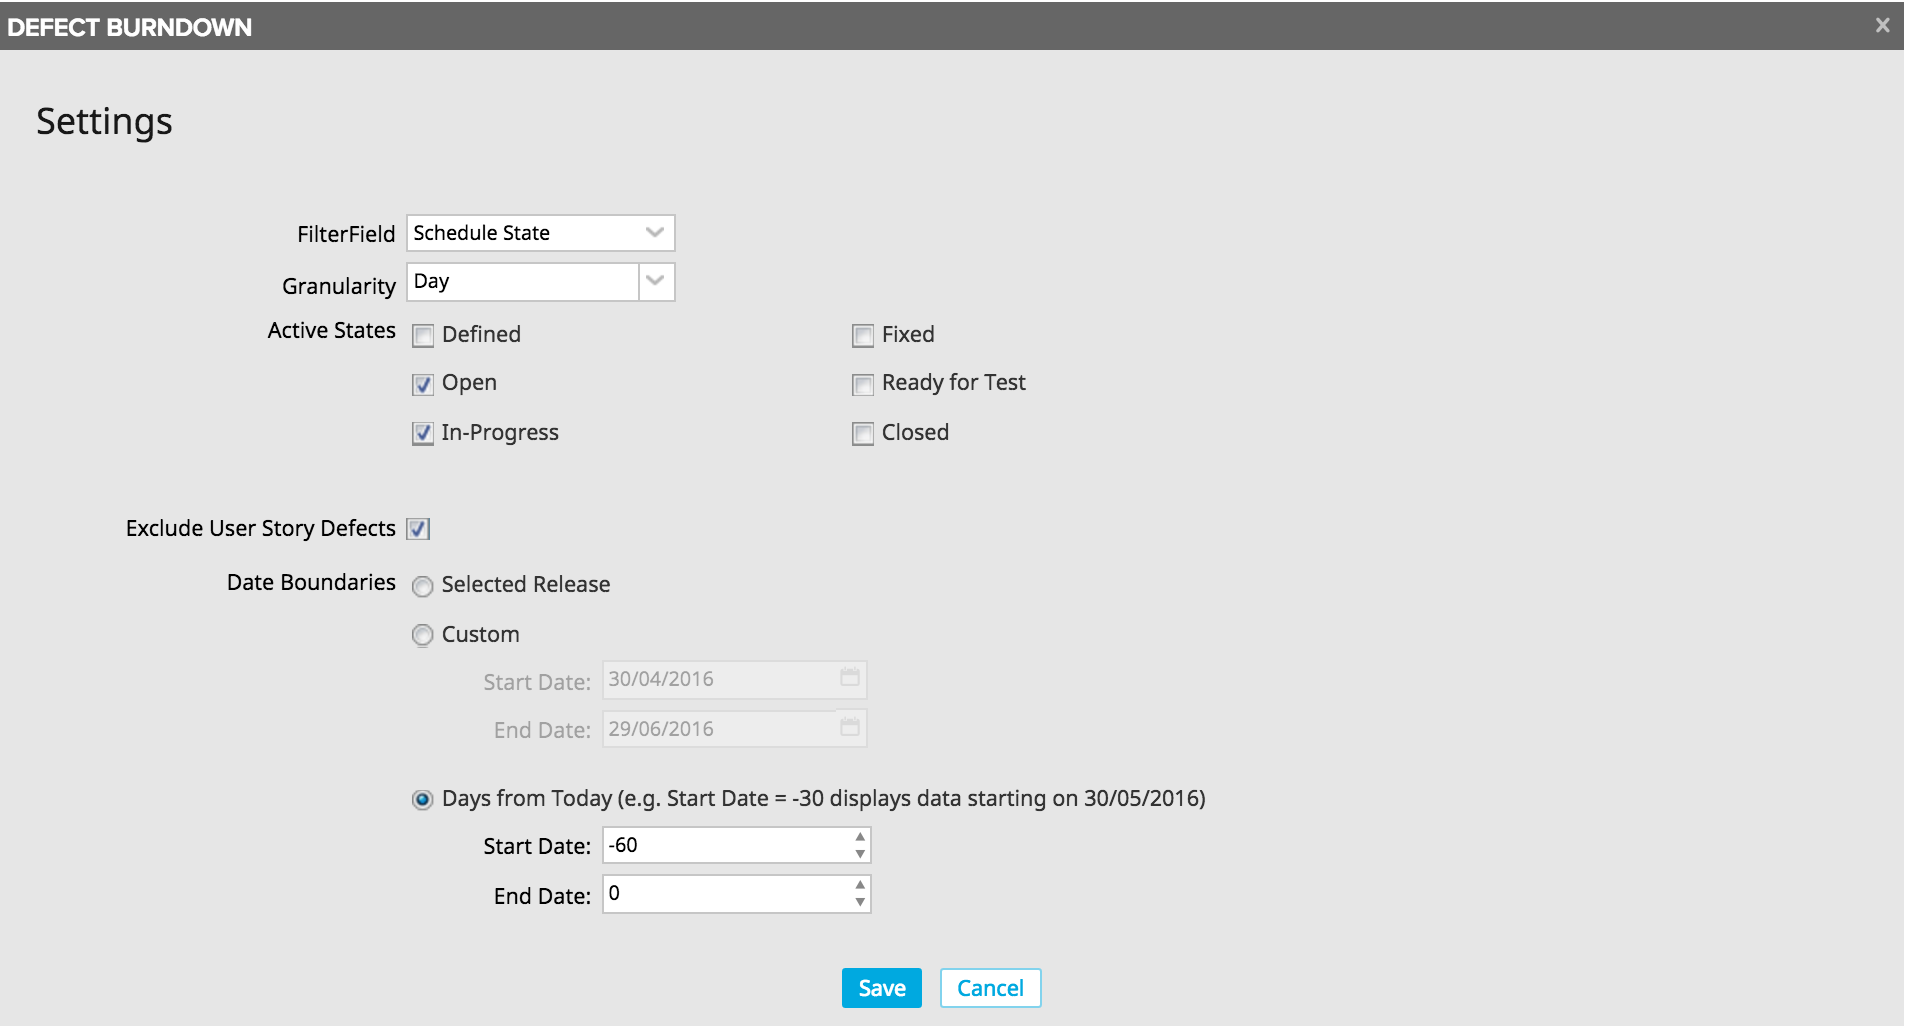 DEFECT BURNDOWN
Settings
FilterField Schedule State
Granularity Day
Active States Defined Fixed
Open Ready for Test
In-Progress Closed
Exclude User Story Defects
Date Boundaries Selected Release
Custom
Start Date: 30/04/2016
End Date: 29/06/2016
Days from Today (e.g. Start Date = -30 displays data starting on 30/05/2016)
Start Date: -60
End Date: 0
Save Cancel